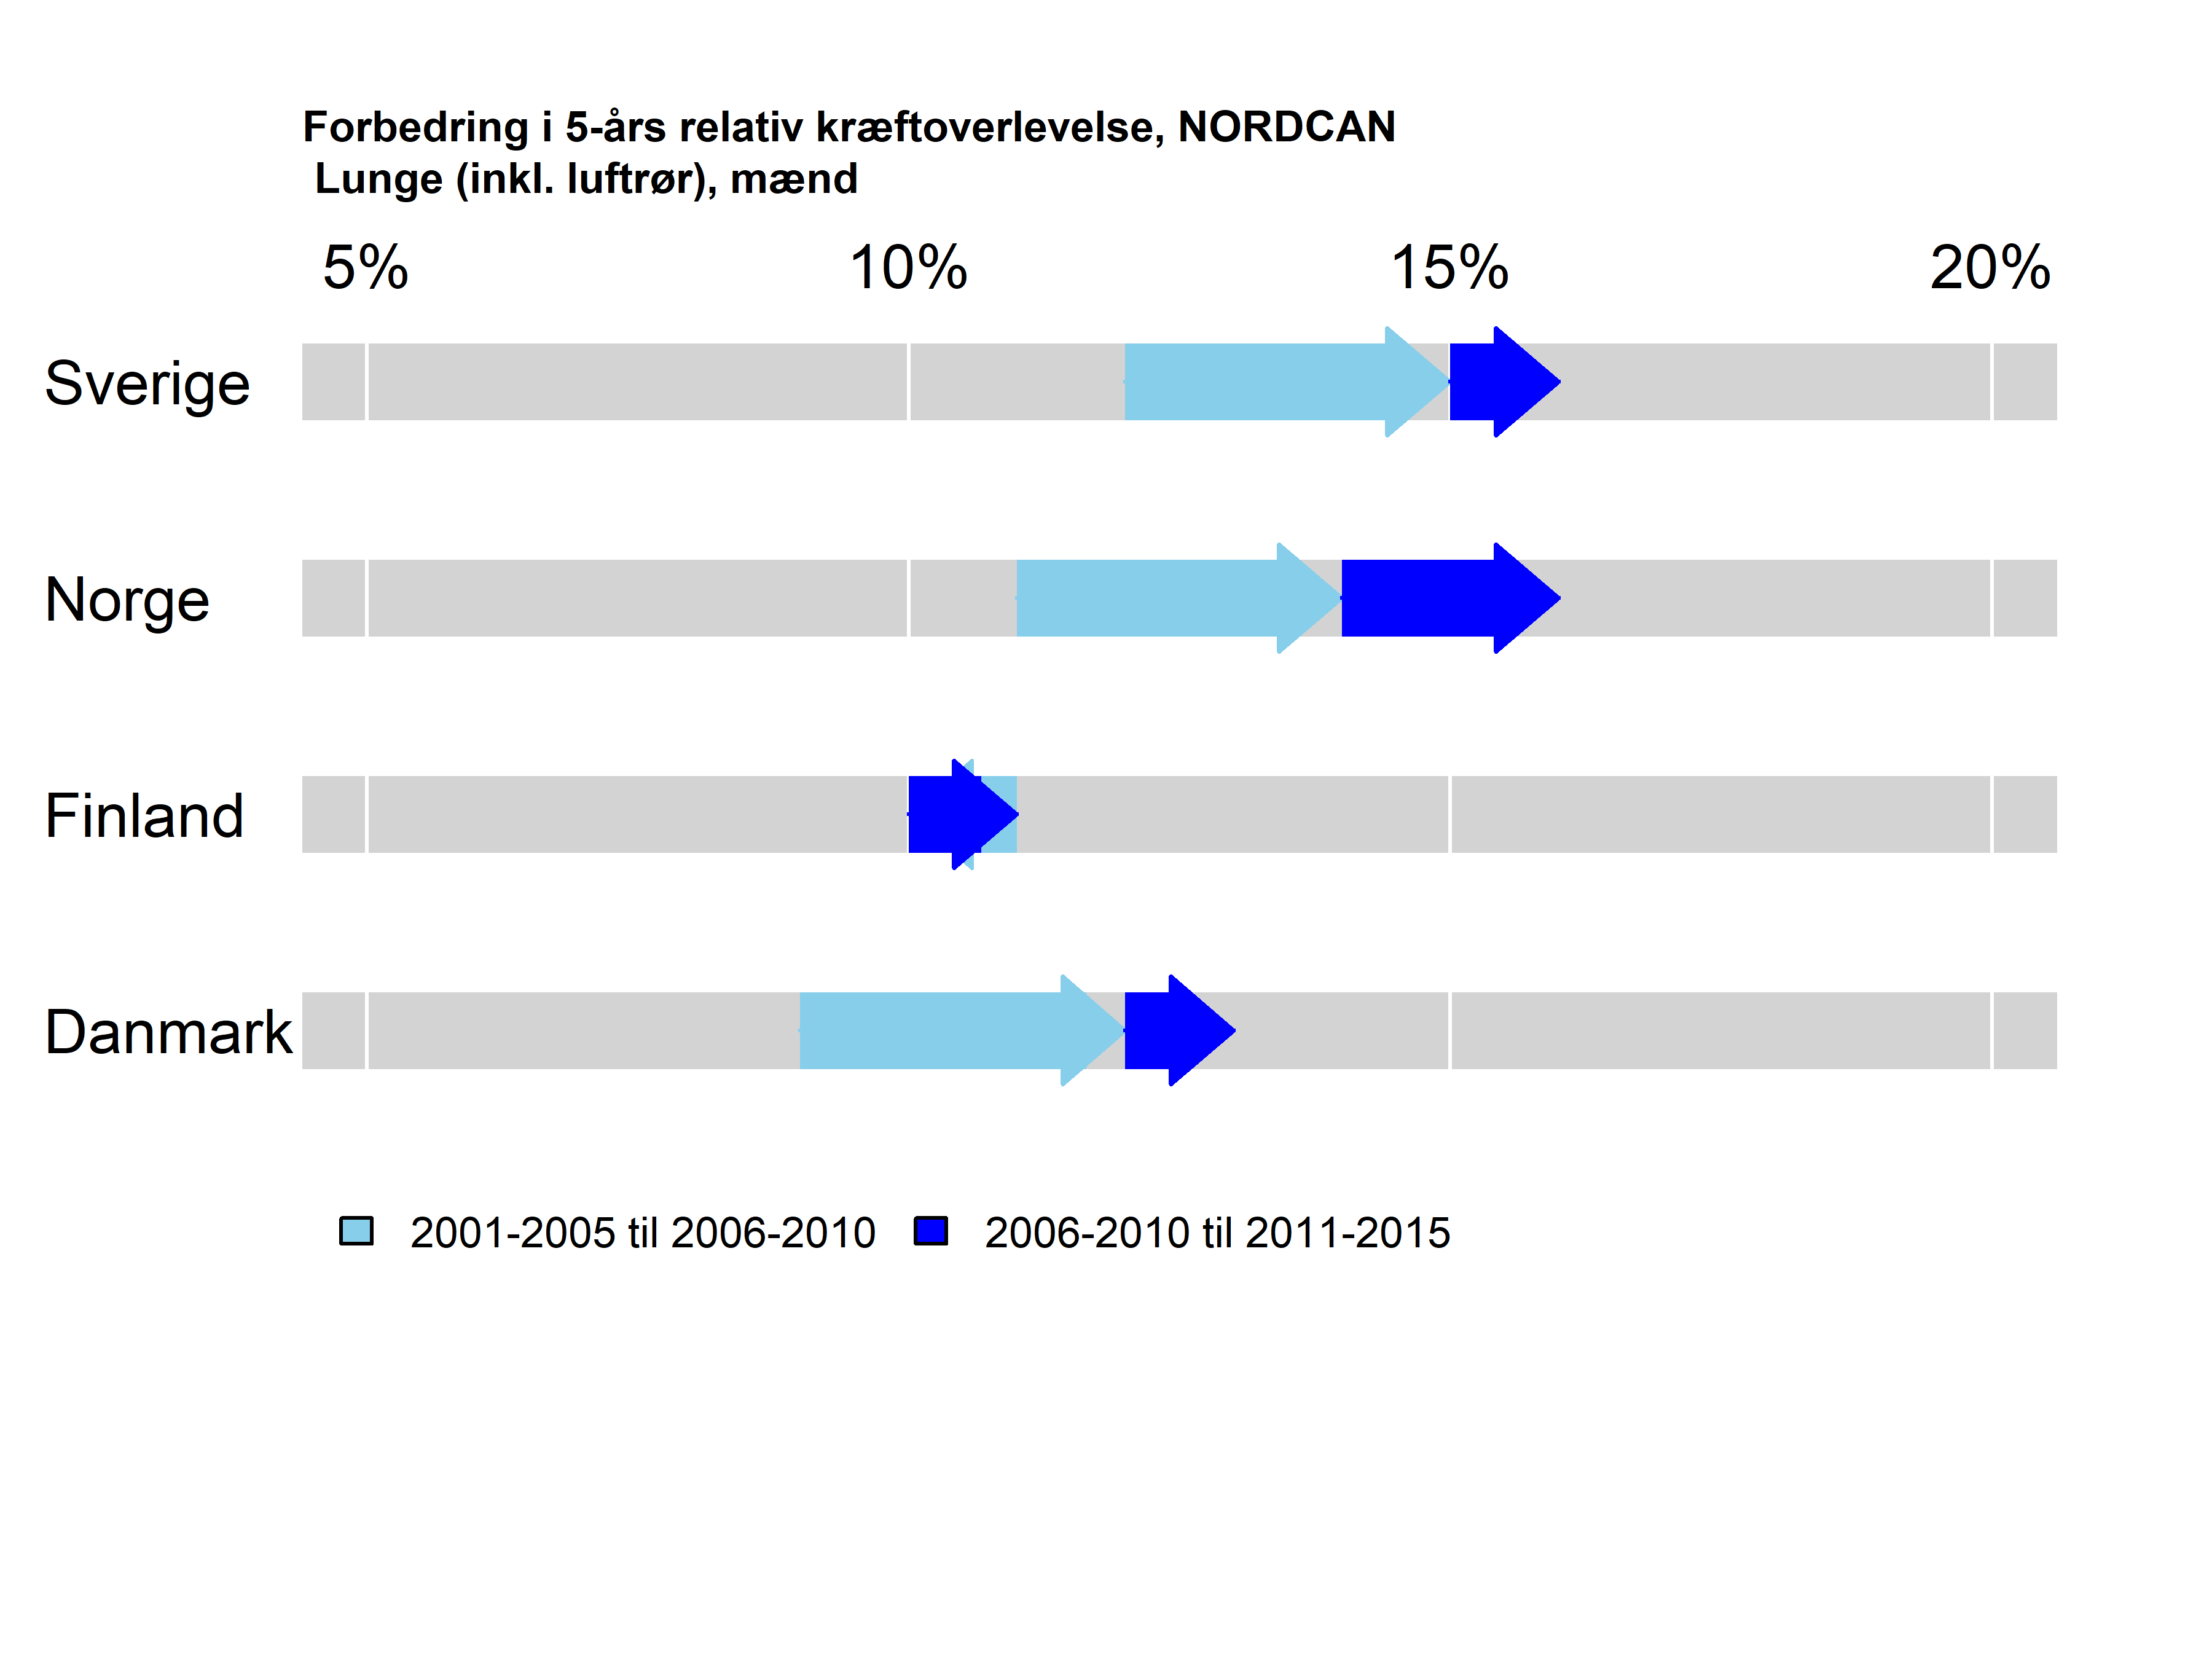 Forbedring i 5-års relativ kræftoverlevelse, NORDCAN
Lunge (inkl. luftrør), mænd
5% 10% 15% 20%
Sverige
Norge
Finland
Danmark
2001-2005 til 2006-2010 2006-2010 til 2011-2015